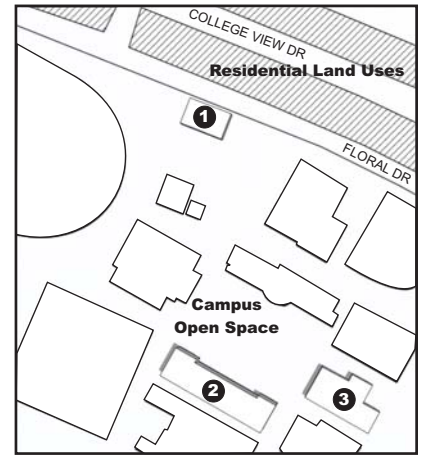 COLLEGE VIEW DR
Residential Land Uses
1
FLORAL DR
Campus
Open Space
2
3